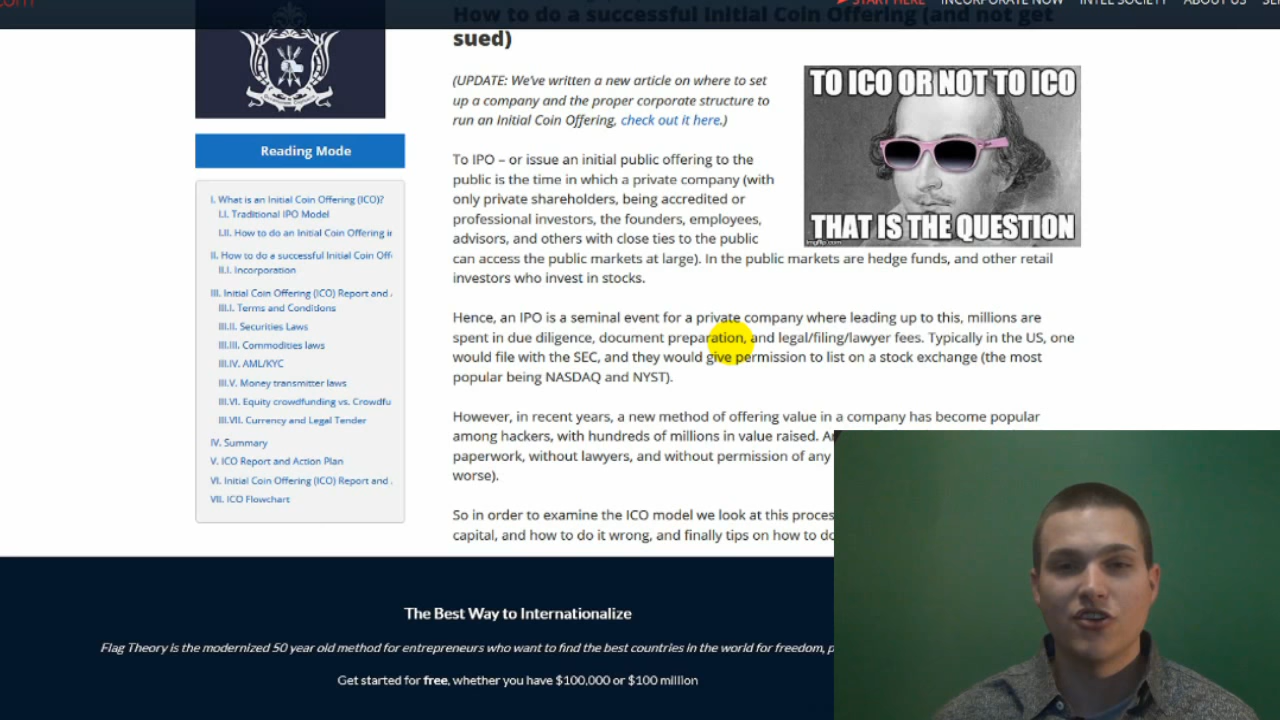 .com
START HERE INCORPORATE NOW INTEL SOCIETY ABOUT US SE
How to do a successful Initial Coin Offering (and not get
sued)
(UPDATE: We've written a new article on where to set
up a company and the proper corporate structure to
run an Initial Coin Offering, check out it here.)
TO ICO OR NOT TO ICO
THAT IS THE QUESTION
imgflip.com
Reading Mode
I. What is an Initial Coin Offering (ICO)?
I.I. Traditional IPO Model
I.II. How to do an Initial Coin Offering in
II. How to do a successful Initial Coin Off
II.I. Incorporation
III. Initial Coin Offering (ICO) Report and
III.I. Terms and Conditions
III.II. Securities Laws
III.III. Commodities laws
III.IV. AML/KYC
III.V. Money transmitter laws
III.VI. Equity crowdfunding vs. Crowdfu
III.VII. Currency and Legal Tender
IV. Summary
V. ICO Report and Action Plan
VI. Initial Coin Offering (ICO) Report and
VII. ICO Flowchart
To IPO – or issue an initial public offering to the
public is the time in which a private company (with
only private shareholders, being accredited or
professional investors, the founders, employees,
advisors, and others with close ties to the public
can access the public markets at large). In the public markets are hedge funds, and other retail
investors who invest in stocks.
Hence, an IPO is a seminal event for a private company where leading up to this, millions are
spent in due diligence, document preparation, and legal/filing/lawyer fees. Typically in the US, one
would file with the SEC, and they would give permission to list on a stock exchange (the most
popular being NASDAQ and NYST).
However, in recent years, a new method of offering value in a company has become popular
among hackers, with hundreds of millions in value raised. A
paperwork, without lawyers, and without permission of any
worse).
So in order to examine the ICO model we look at this proces
capital, and how to do it wrong, and finally tips on how to do
The Best Way to Internationalize
Flag Theory is the modernized 50 year old method for entrepreneurs who want to find the best countries in the world for freedom, p
Get started for free, whether you have $100,000 or $100 million